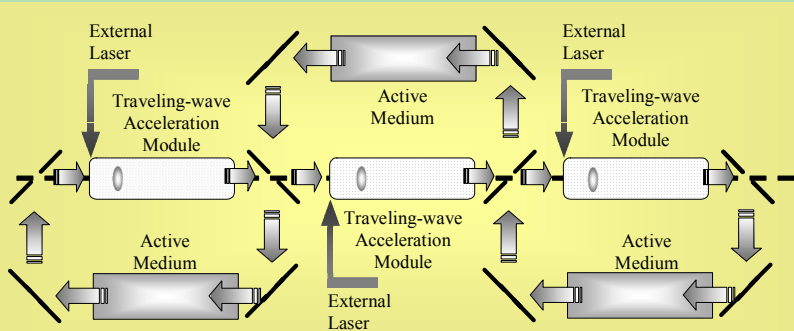 External
Laser
Traveling-wave
Acceleration
Module
Active
Medium
External
Laser
Traveling-wave
Acceleration
Module
Traveling-wave
Acceleration
Module
External
Laser
Active
Medium
Active
Medium